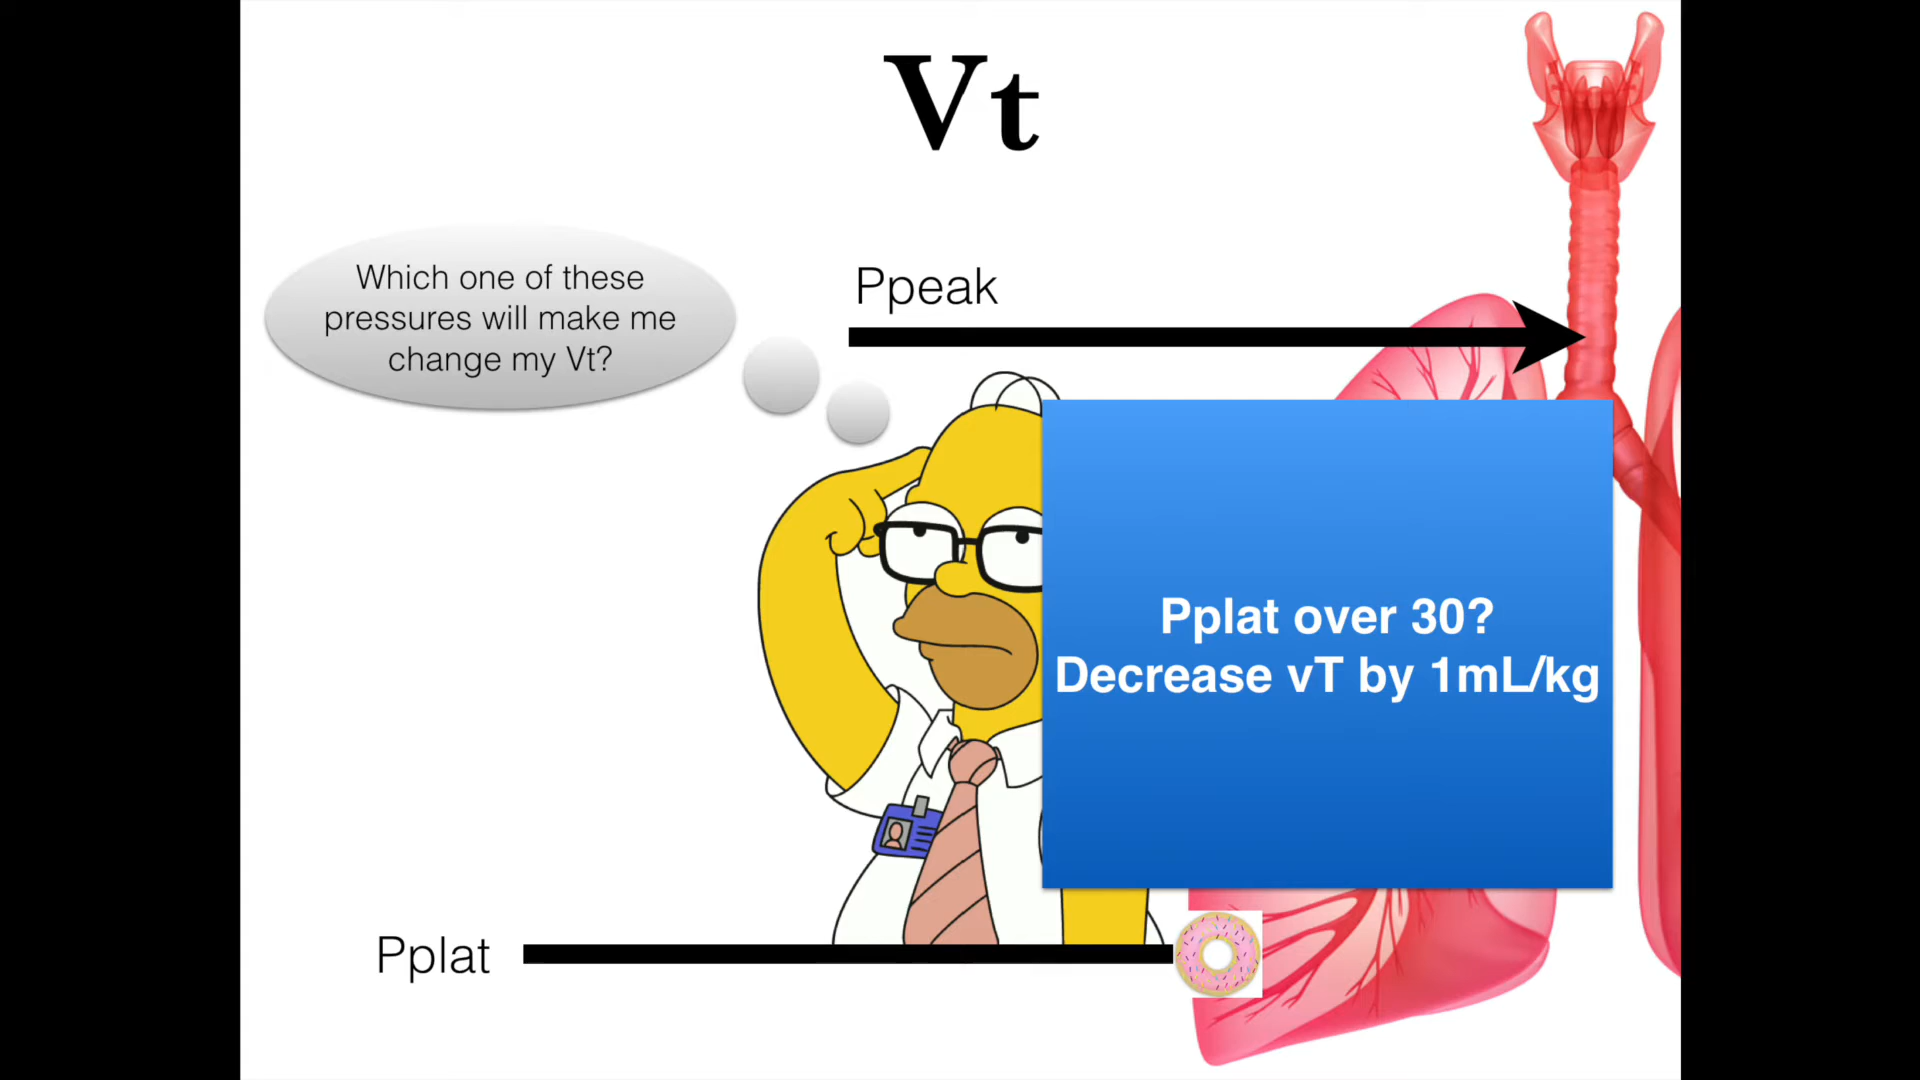 Vt
Which one of these
pressures will make me
change my Vt?
Ppeak
Pplat over 30?
Decrease vT by 1mL/kg
Pplat